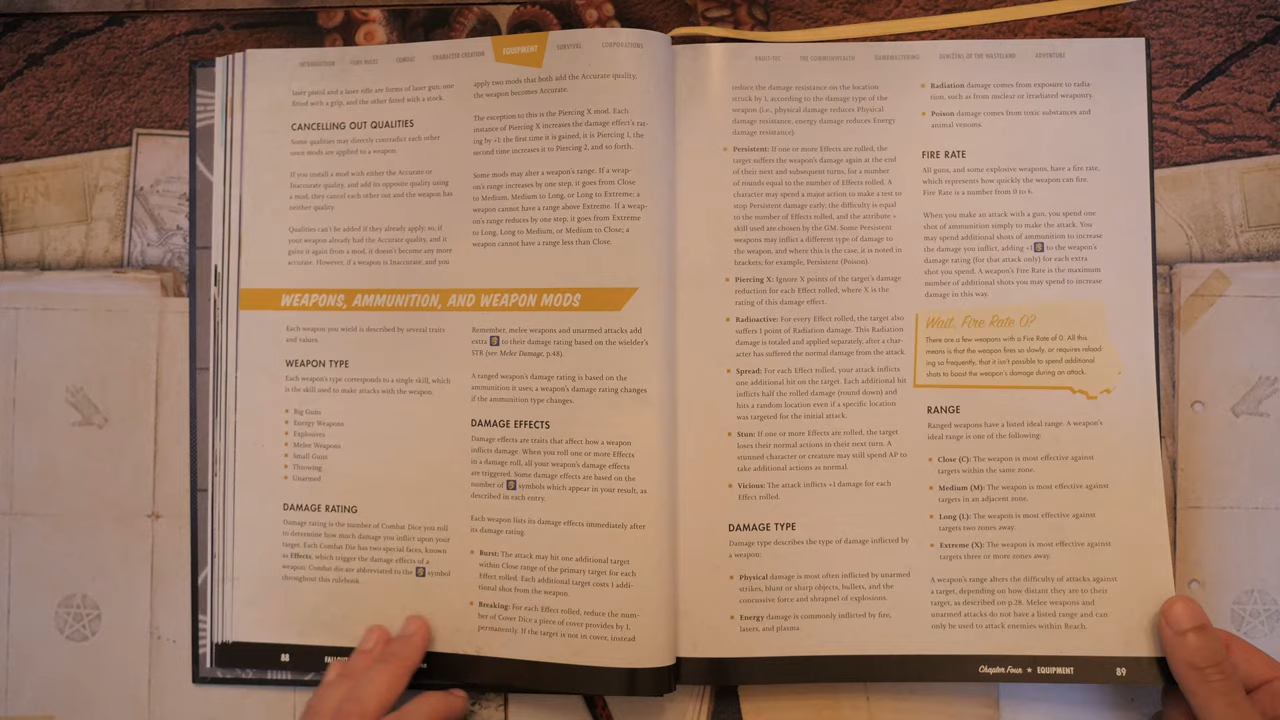 INTRODUCTION CORE RULES COMBAT CHARACTER CREATION EQUIPMENT SURVIVAL CORPORATIONS
laser pistol and a laser rifle are forms of laser gun, one
fitted with a grip, and the other fitted with a stock.
CANCELLING OUT QUALITIES
Some qualities may directly contradict each other
once mods are applied to a weapon.
If you install a mod with either the Accurate or
Inaccurate quality, and add its opposite quality using
a mod, they cancel each other out and the weapon has
neither quality.
Qualities can't be added if they already apply; so, if
your weapon already had the Accurate quality, and it
gains it again from a mod, it doesn't become any more
accurate. However, if a weapon is Inaccurate, and you
apply two mods that both add the Accurate quality,
the weapon becomes Accurate.
The exception to this is the Piercing X mod. Each
instance of Piercing X increases the damage effect's rat-
ing by +1: the first time it is gained, it is Piercing 1, the
second time increases it to Piercing 2, and so forth.
Some mods may alter a weapon's range. If a weap-
on's range increases by one step, it goes from Close
to Medium, Medium to Long, or Long to Extreme; a
weapon cannot have a range above Extreme. If a weap-
on's range reduces by one step, it goes from Extreme
to Long, Long to Medium, or Medium to Close; a
weapon cannot have a range less than Close.
WEAPONS, AMMUNITION, AND WEAPON MODS
Each weapon you wield is described by several traits
and values.
WEAPON TYPE
Each weapon's type corresponds to a single skill, which
is the skill used to make attacks with the weapon.
Big Guns
Energy Weapons
Explosives
Melee Weapons
Small Guns
Throwing
Unarmed
DAMAGE RATING
Damage rating is the number of Combat Dice you roll
to determine how much damage you inflict upon your
target. Each Combat Die has two special faces, known
as Effects, which trigger the damage effects of a
weapon. Combat die are abbreviated to the symbol
throughout this rulebook.
Remember, melee weapons and unarmed attacks add
extra to their damage rating based on the wielder's
STR (see Melee Damage, p.48).
A ranged weapon's damage rating is based on the
ammunition it uses; a weapon's damage rating changes
if the ammunition type changes.
DAMAGE EFFECTS
Damage effects are traits that affect how a weapon
inflicts damage. When you roll one or more Effects
in a damage roll, all your weapon's damage effects
are triggered. Some damage effects are based on the
number of symbols which appear in your result, as
described in each entry.
Each weapon lists its damage effects immediately after
its damage rating.
Burst: The attack may hit one additional target
within Close range of the primary target for each
Effect rolled. Each additional target costs 1 addi-
tional shot from the weapon.
Breaking: For each Effect rolled, reduce the num-
ber of Cover Dice a piece of cover provides by 1,
permanently. If the target is not in cover, instead
88
VAULT-TEC THE COMMONWEALTH GAMEMASTERING DENIZENS OF THE WASTELAND ADVENTURE
reduce the damage resistance on the location
struck by 1, according to the damage type of the
weapon (i.e., physical damage reduces Physical
damage resistance, energy damage reduces Energy
damage resistance).
Persistent: If one or more Effects are rolled, the
target suffers the weapon's damage again at the end
of their next and subsequent turns, for a number
of rounds equal to the number of Effects rolled. A
character may spend a major action to make a test to
stop Persistent damage early; the difficulty is equal
to the number of Effects rolled, and the attribute +
skill used are chosen by the GM. Some Persistent
weapons may inflict a different type of damage to
the weapon, and where this is the case, it is noted in
brackets; for example, Persistent (Poison).
Piercing X: Ignore X points of the target's damage
reduction for each Effect rolled, where X is the
rating of this damage effect.
Radioactive: For every Effect rolled, the target also
suffers 1 point of Radiation damage. This Radiation
damage is totaled and applied separately, after a char-
acter has suffered the normal damage from the attack.
Spread: For each Effect rolled, your attack inflicts
one additional hit on the target. Each additional hit
inflicts half the rolled damage (round down) and
hits a random location even if a specific location
was targeted for the initial attack.
Stun: If one or more Effects are rolled, the target
loses their normal actions in their next turn. A
stunned character or creature may still spend AP to
take additional actions as normal.
Vicious: The attack inflicts +1 damage for each
Effect rolled.
DAMAGE TYPE
Damage type describes the type of damage inflicted by
a weapon:
Physical damage is most often inflicted by unarmed
strikes, blunt or sharp objects, bullets, and the
concussive force and shrapnel of explosions.
Energy damage is commonly inflicted by fire,
lasers, and plasma.
Radiation damage comes from exposure to radia-
tion, such as from nuclear or irradiated weaponry.
Poison damage comes from toxic substances and
animal venoms.
FIRE RATE
All guns, and some explosive weapons, have a fire rate,
which represents how quickly the weapon can fire.
Fire Rate is a number from 0 to 6.
When you make an attack with a gun, you spend one
shot of ammunition simply to make the attack. You
may spend additional shots of ammunition to increase
the damage you inflict, adding +1 to the weapon's
damage rating (for that attack only) for each extra
shot you spend. A weapon's Fire Rate is the maximum
number of additional shots you may spend to increase
damage in this way.
Wait, Fire Rate 0?
There are a few weapons with a Fire Rate of 0. All this
means is that the weapon fires so slowly, or requires reload-
ing so frequently, that it isn't possible to spend additional
shots to boost the weapon's damage during an attack.
RANGE
Ranged weapons have a listed ideal range. A weapon's
ideal range is one of the following:
Close (C): The weapon is most effective against
targets within the same zone.
Medium (M): The weapon is most effective against
targets in an adjacent zone.
Long (L): The weapon is most effective against
targets two zones away.
Extreme (X): The weapon is most effective against
targets three or more zones away.
A weapon's range alters the difficulty of attacks against
a target, depending on how distant they are to their
target, as described on p.28. Melee weapons and
unarmed attacks do not have a listed range and can
only be used to attack enemies within Reach.
Chapter Four ★ EQUIPMENT 89